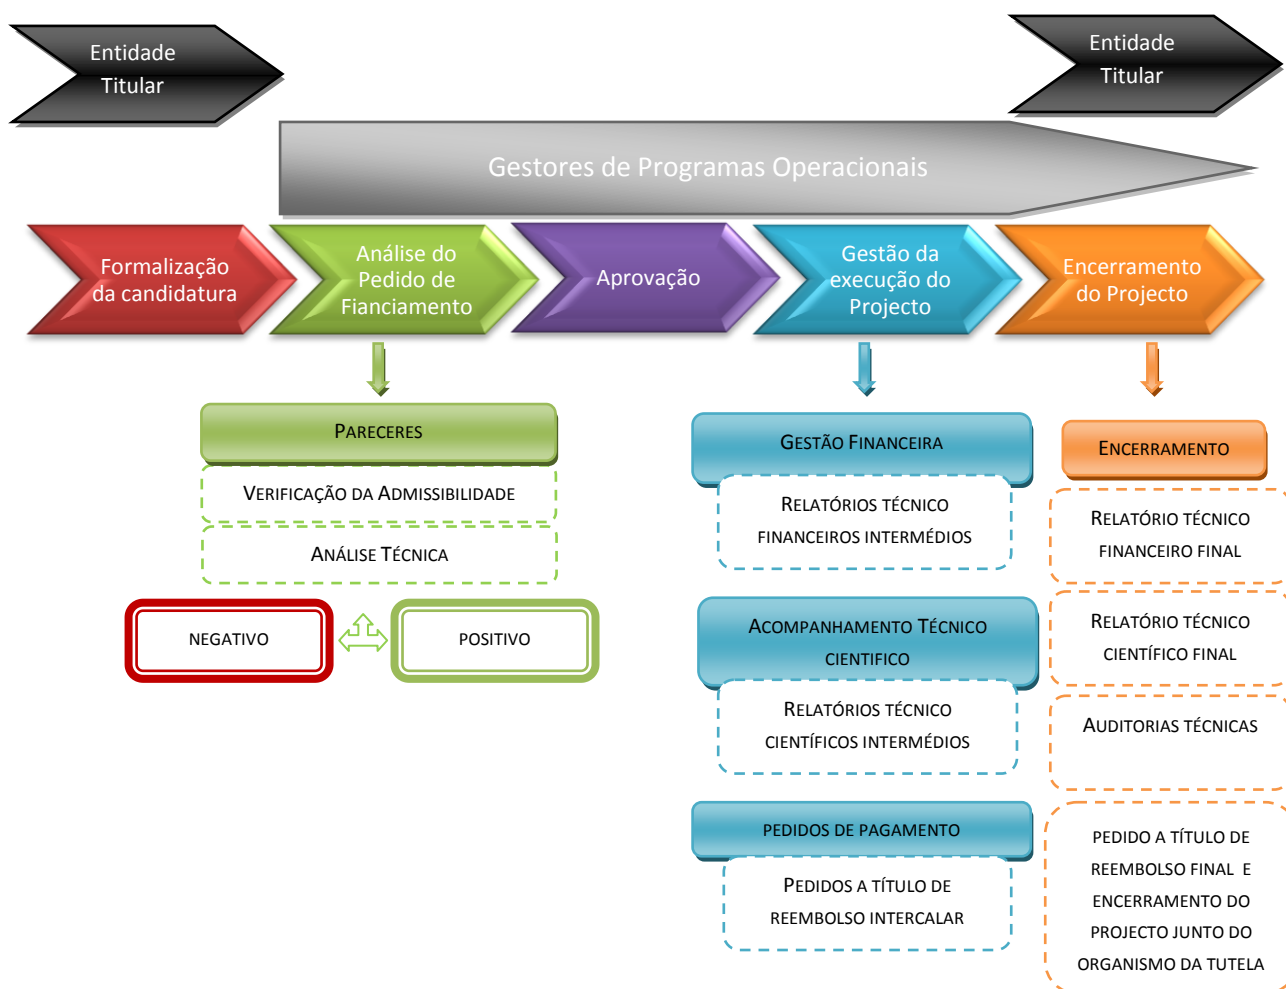 Entidade
Titular
Entidade
Titular
Gestores de Programas Operacionais
Formalização
da candidatura
Análise do
Pedido de
Fianciamento
Aprovação
Gestão da
execução do
Projecto
Encerramento
do Projecto
PARECERES
VERIFICAÇÃO DA ADMISSIBILIDADE
ANÁLISE TÉCNICA
NEGATIVO
POSITIVO
GESTÃO FINANCEIRA
RELATÓRIOS TÉCNICO
FINANCEIROS INTERMÉDIOS
ACOMPANHAMENTO TÉCNICO
CIENTIFICO
RELATÓRIOS TÉCNICO
CIENTÍFICOS INTERMÉDIOS
PEDIDOS DE PAGAMENTO
PEDIDOS A TÍTULO DE
REEMBOLSO INTERCALAR
ENCERRAMENTO
RELATÓRIO TÉCNICO
FINANCEIRO FINAL
RELATÓRIO TÉCNICO
CIENTÍFICO FINAL
AUDITORIAS TÉCNICAS
PEDIDO A TÍTULO DE
REEMBOLSO FINAL E
ENCERRAMENTO DO
PROJECTO JUNTO DO
ORGANISMO DA TUTELA